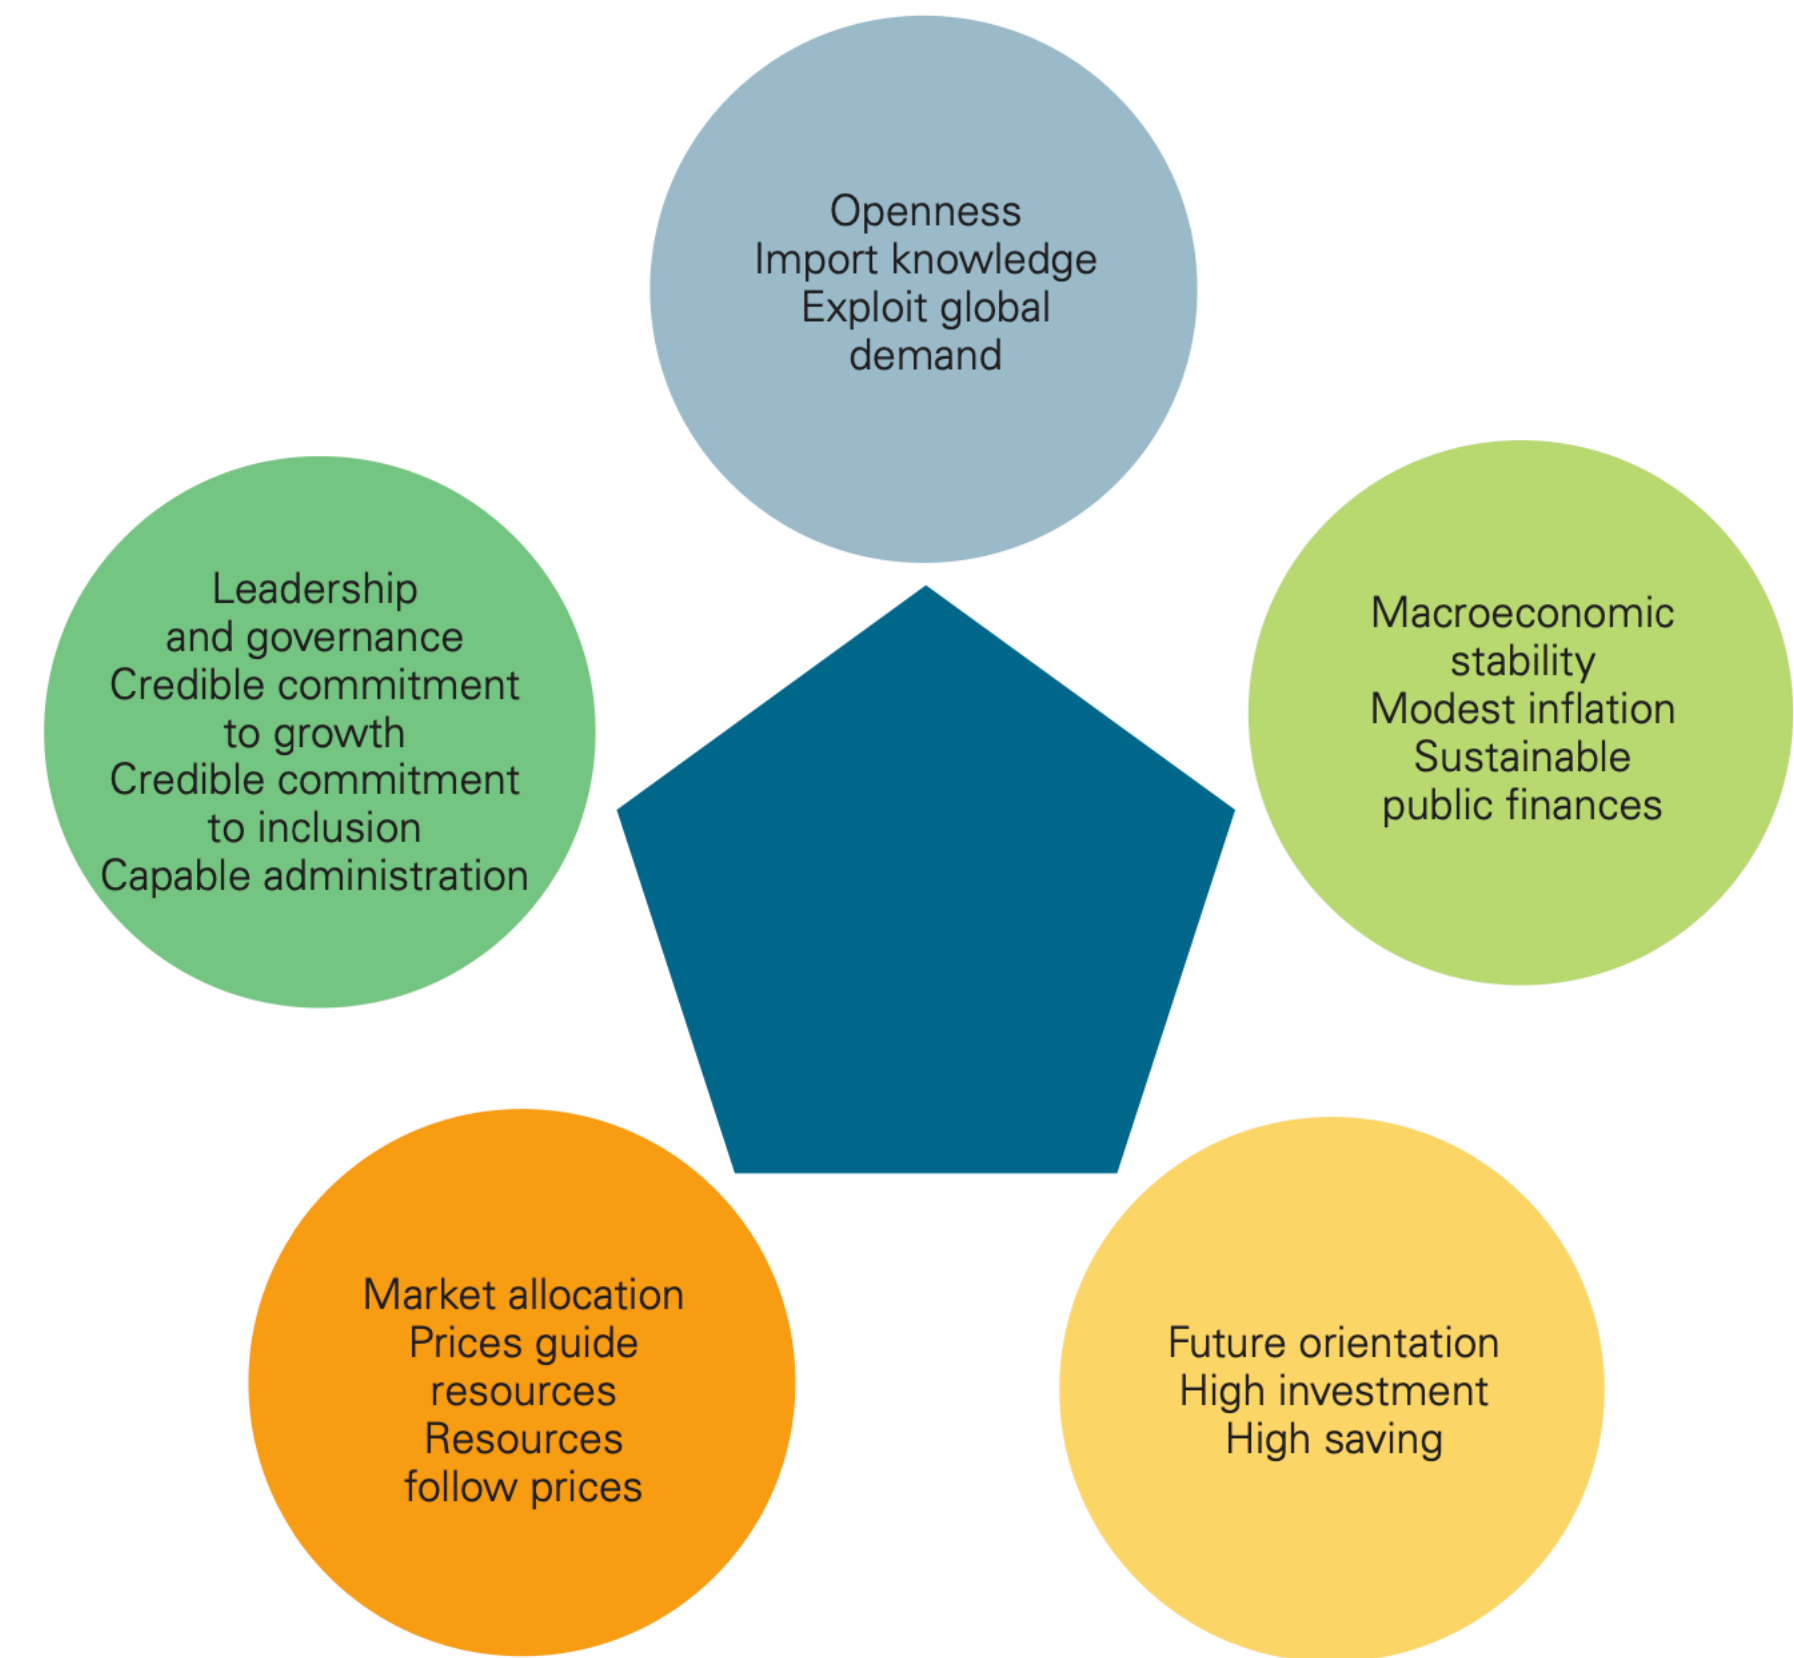 Openness
Import knowledge
Exploit global
demand
Leadership
and governance
Credible commitment
to growth
Credible commitment
to inclusion
Capable administration
Macroeconomic
stability
Modest inflation
Sustainable
public finances
Market allocation
Prices guide
resources
Resources
follow prices
Future orientation
High investment
High saving